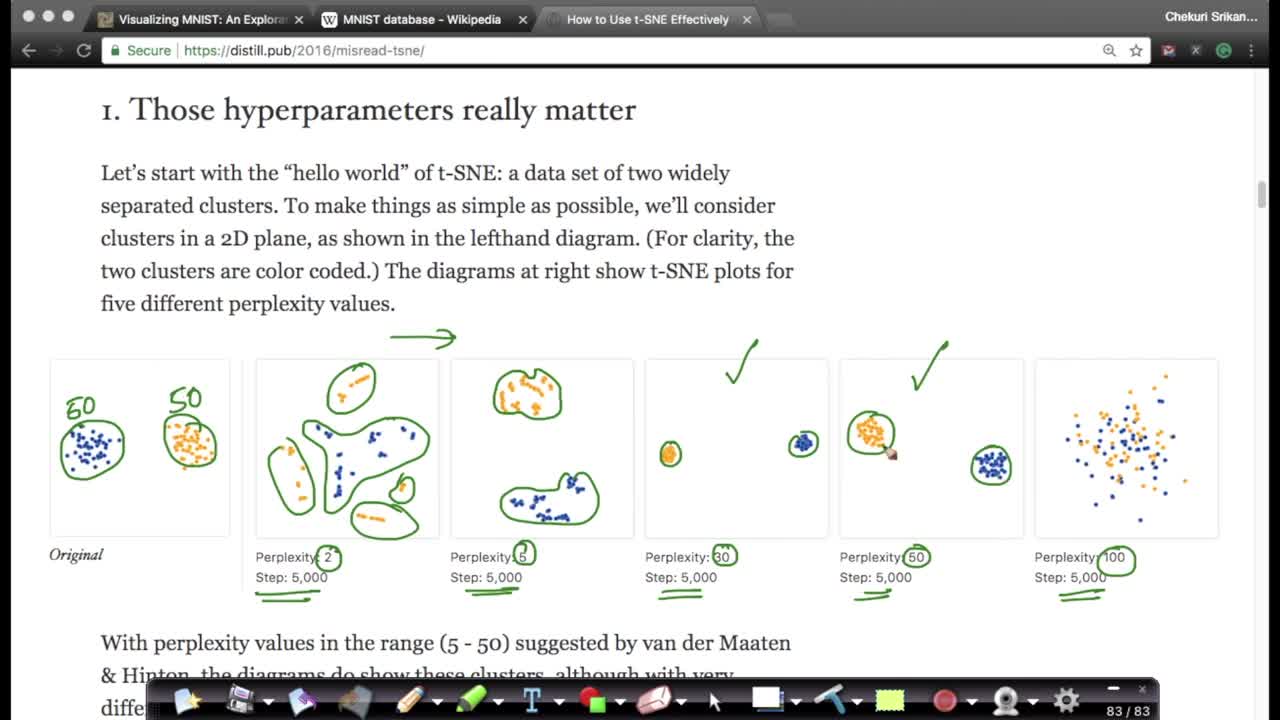 Visualizing MNIST: An Explora
MNIST database - Wikipedia
How to Use t-SNE Effectively
Chekuri Srikan...
Secure
https://distill.pub/2016/misread-tsne/
1. Those hyperparameters really matter
Let's start with the “hello world” of t-SNE: a data set of two widely
separated clusters. To make things as simple as possible, we'll consider
clusters in a 2D plane, as shown in the lefthand diagram. (For clarity, the
two clusters are color coded.) The diagrams at right show t-SNE plots for
five different perplexity values.
50
50
Original
Perplexity: 2
Step: 5,000
Perplexity: 5
Step: 5,000
Perplexity: 30
Step: 5,000
Perplexity: 50
Step: 5,000
Perplexity: 100
Step: 5,000
With perplexity values in the range (5 - 50) suggested by van der Maaten
& Hinton, the diagrams do show these clusters, although with very
diffe
T
83 / 83